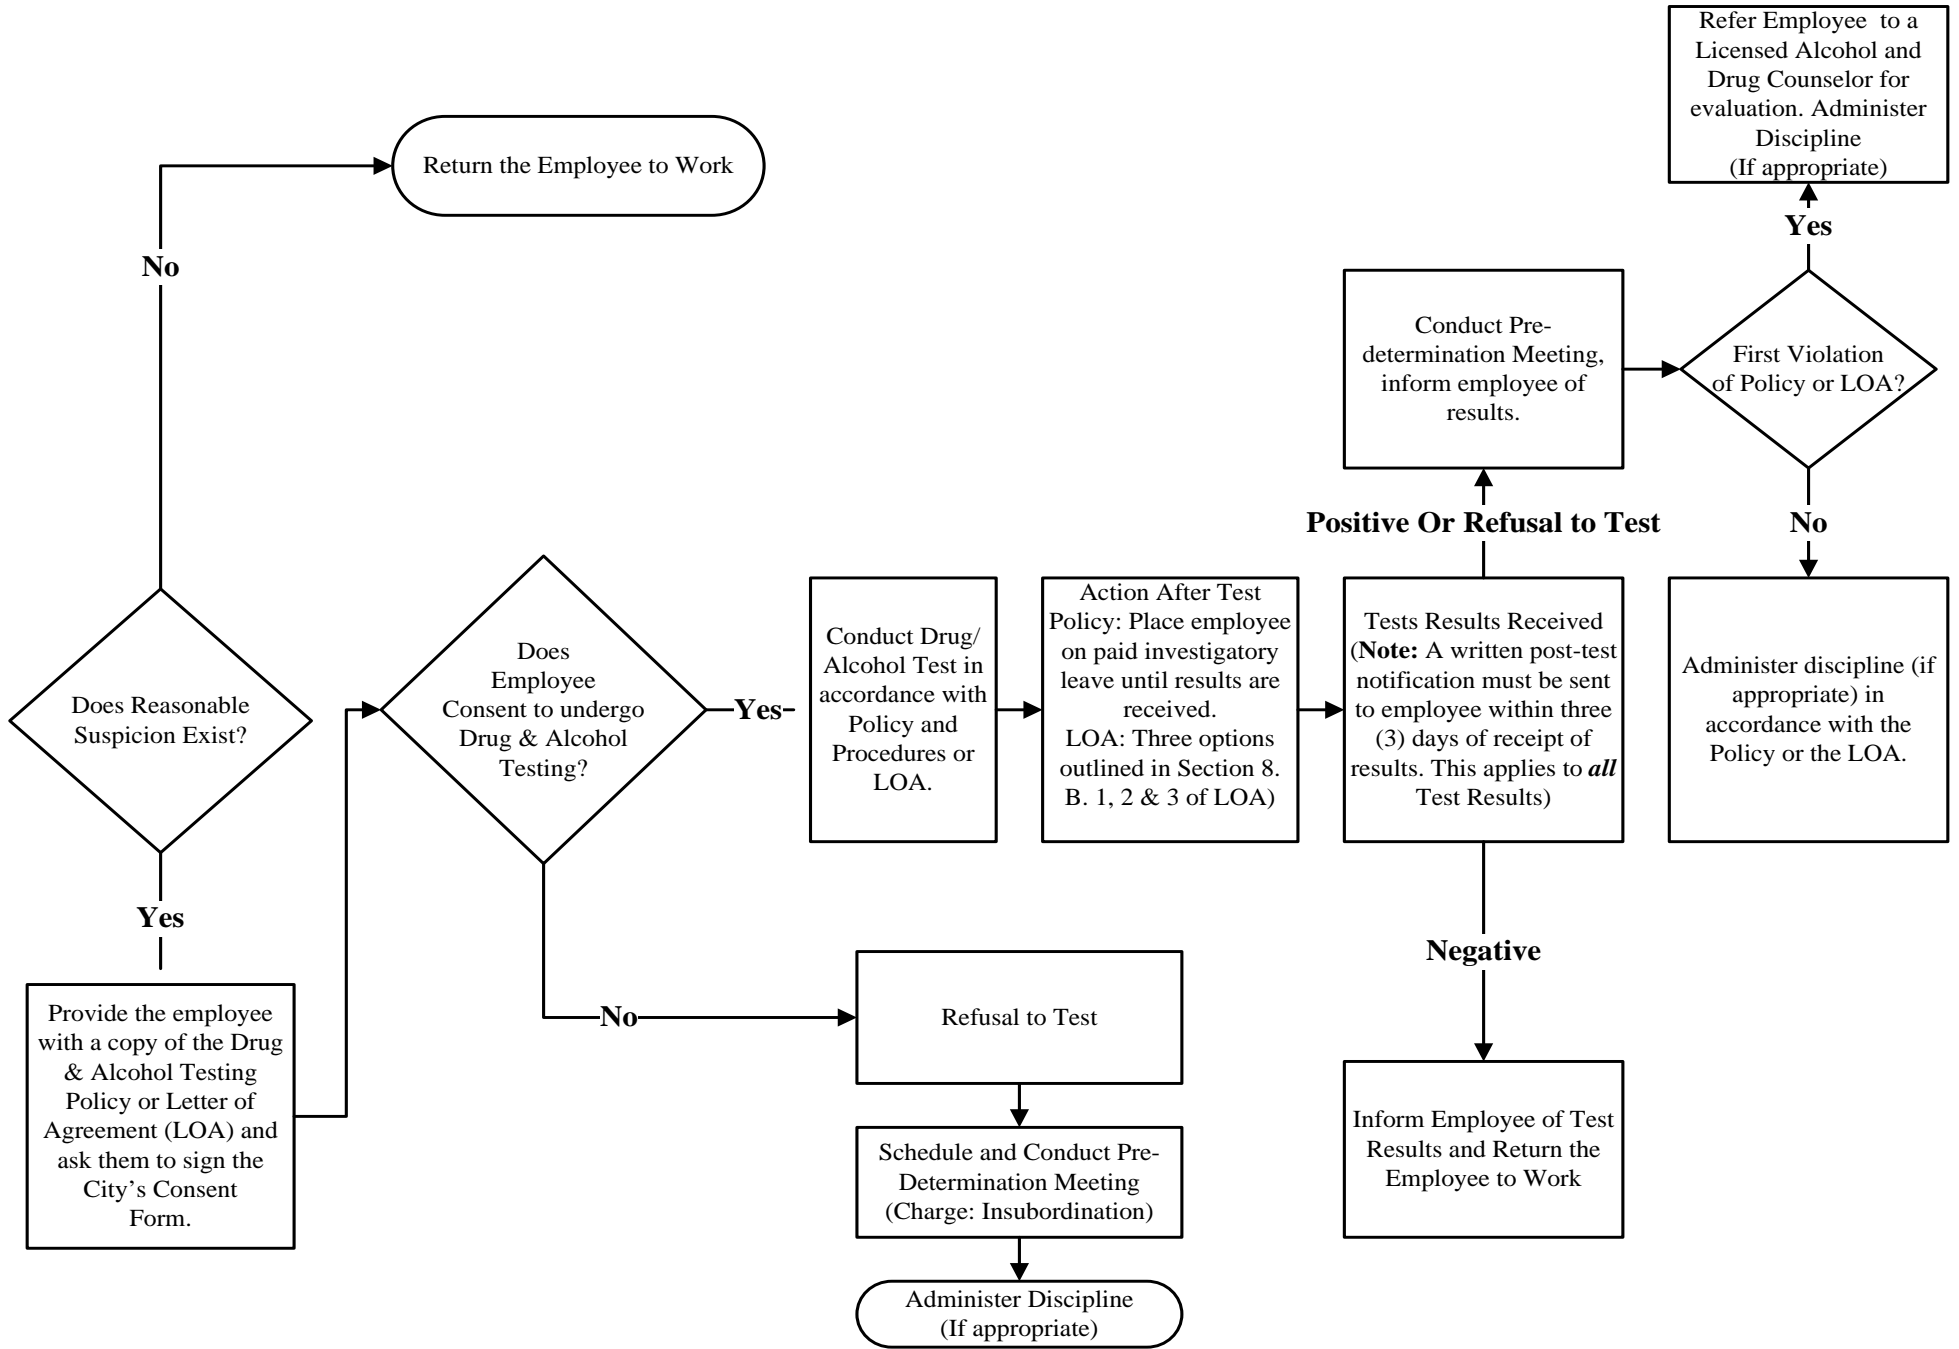 Refer Employee  to a
Licensed Alcohol and
Drug Counselor for
evaluation. Administer
Discipline
(If appropriate)
Return the Employee to Work
Yes
No
Conduct Pre-
determination Meeting,
inform employee of
results.
First Violation
of Policy or LOA?
Positive Or Refusal to Test
No
Does Reasonable
Suspicion Exist?
Does
Employee
Consent to undergo
Drug & Alcohol
Testing?
Yes
Conduct Drug/
Alcohol Test in
accordance with
Policy and
Procedures or
LOA.
Action After Test
Policy: Place employee
on paid investigatory
leave until results are
received.
LOA: Three options
outlined in Section 8.
B. 1, 2 & 3 of LOA)
Tests Results Received
(Note: A written post-test
notification must be sent
to employee within three
(3) days of receipt of
results. This applies to all
Test Results)
Administer discipline (if
appropriate) in
accordance with the
Policy or the LOA.
Yes
Negative
Provide the employee
with a copy of the Drug
& Alcohol Testing
Policy or Letter of
Agreement (LOA) and
ask them to sign the
City’s Consent
Form.
No
Refusal to Test
Schedule and Conduct Pre-
Determination Meeting
(Charge: Insubordination)
Inform Employee of Test
Results and Return the
Employee to Work
Administer Discipline
(If appropriate)